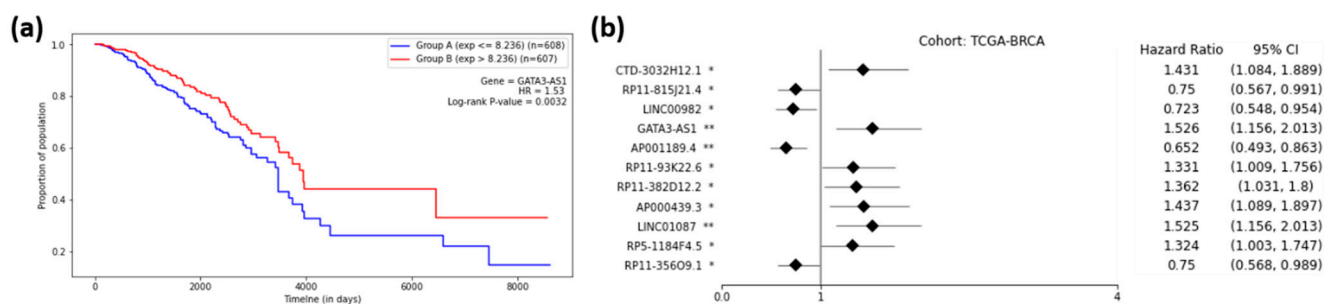 (a)
Group A (exp <= 8.236) (n=608)
Group B (exp > 8.236) (n=607)
Gene = GATA3-AS1
HR = 1.53
Log-rank P-value = 0.0032
Proportion of population
1.0
0.8
0.6
0.4
0.2
0 2000 4000 6000 8000
Timelne (in days)
(b)
Cohort: TCGA-BRCA
Hazard Ratio 95% CI
CTD-3032H12.1 * 1.431 (1.084, 1.889)
RP11-815J21.4 * 0.75 (0.567, 0.991)
LINC00982 * 0.723 (0.548, 0.954)
GATA3-AS1 ** 1.526 (1.156, 2.013)
AP001189.4 ** 0.652 (0.493, 0.863)
RP11-93K22.6 * 1.331 (1.009, 1.756)
RP11-382D12.2 * 1.362 (1.031, 1.8)
AP000439.3 * 1.437 (1.089, 1.897)
LINC01087 ** 1.525 (1.156, 2.013)
RP5-1184F4.5 * 1.324 (1.003, 1.747)
RP11-356O9.1 * 0.75 (0.568, 0.989)
0.0 1 4